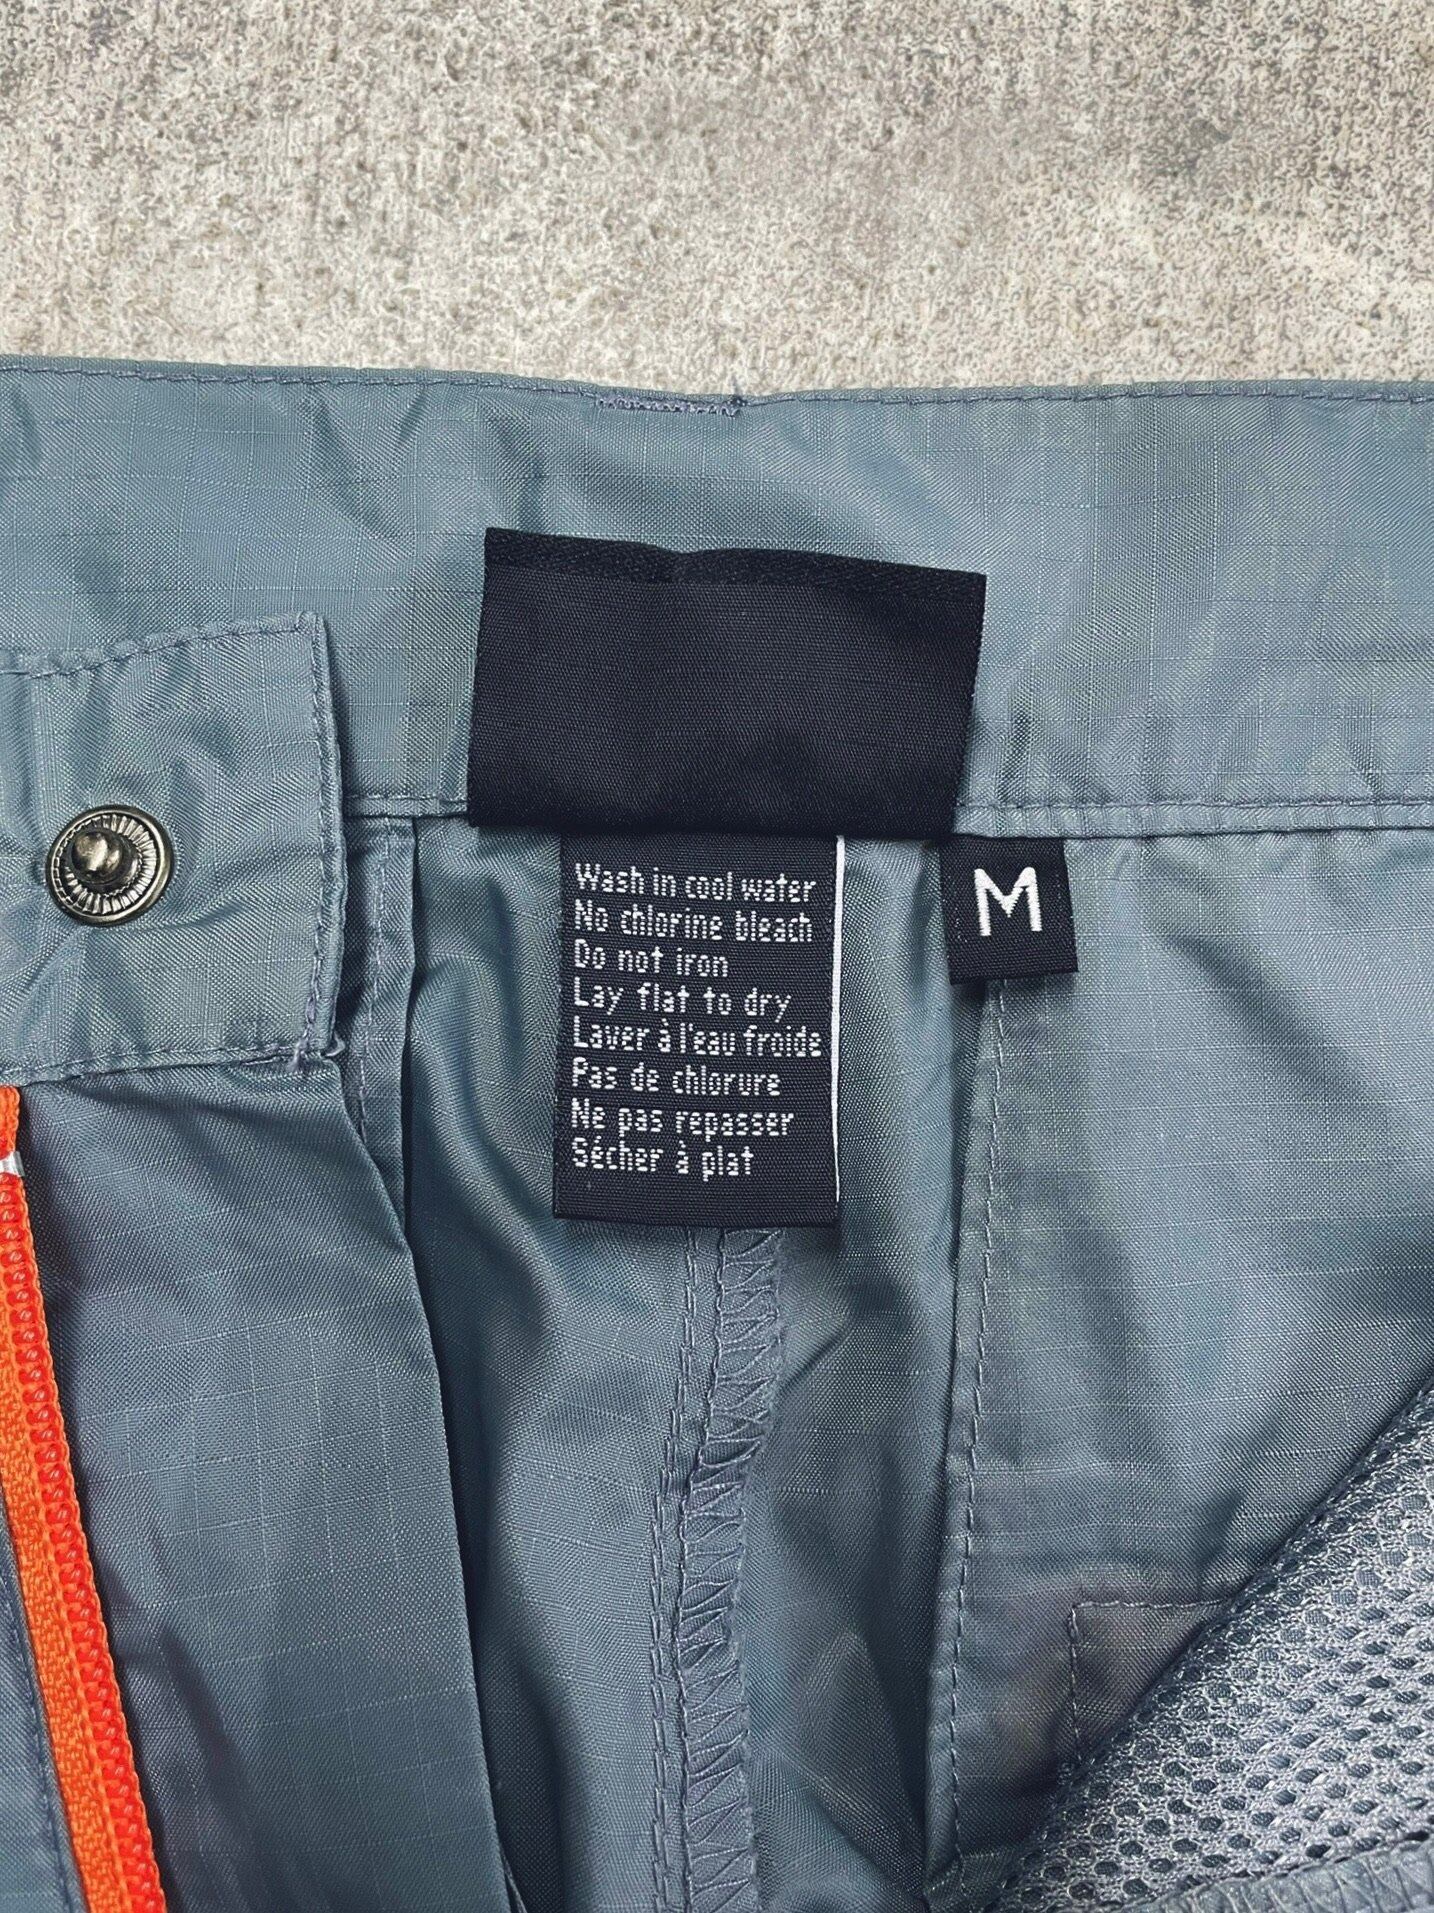 Wash in cool water
No chlorine bleach
Do not iron
Lay flat to dry
Laver à l'eau froide
Pas de chlorure
Ne pas repasser
Sécher à plat
M